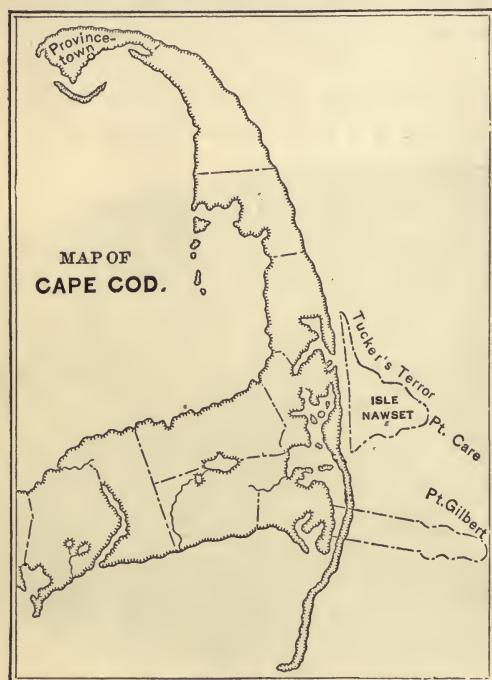 Province-
town
MAP OF
CAPE COD.
Tucker's Terror
ISLE
NAWSET
Pt. Care
Pt. Gilbert